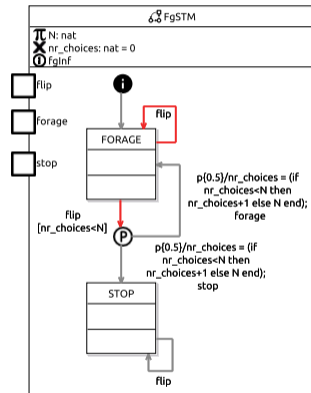 FgSTM
N: nat
nr_choices: nat = 0
fgInf
i
flip
flip
FORAGE
forage
stop
p{0.5}/nr_choices = (if
nr_choices<N then
nr_choices+1 else N end);
forage
flip
[nr_choices<N]
P
p{0.5}/nr_choices = (if
nr_choices<N then
nr_choices+1 else N end);
stop
STOP
flip